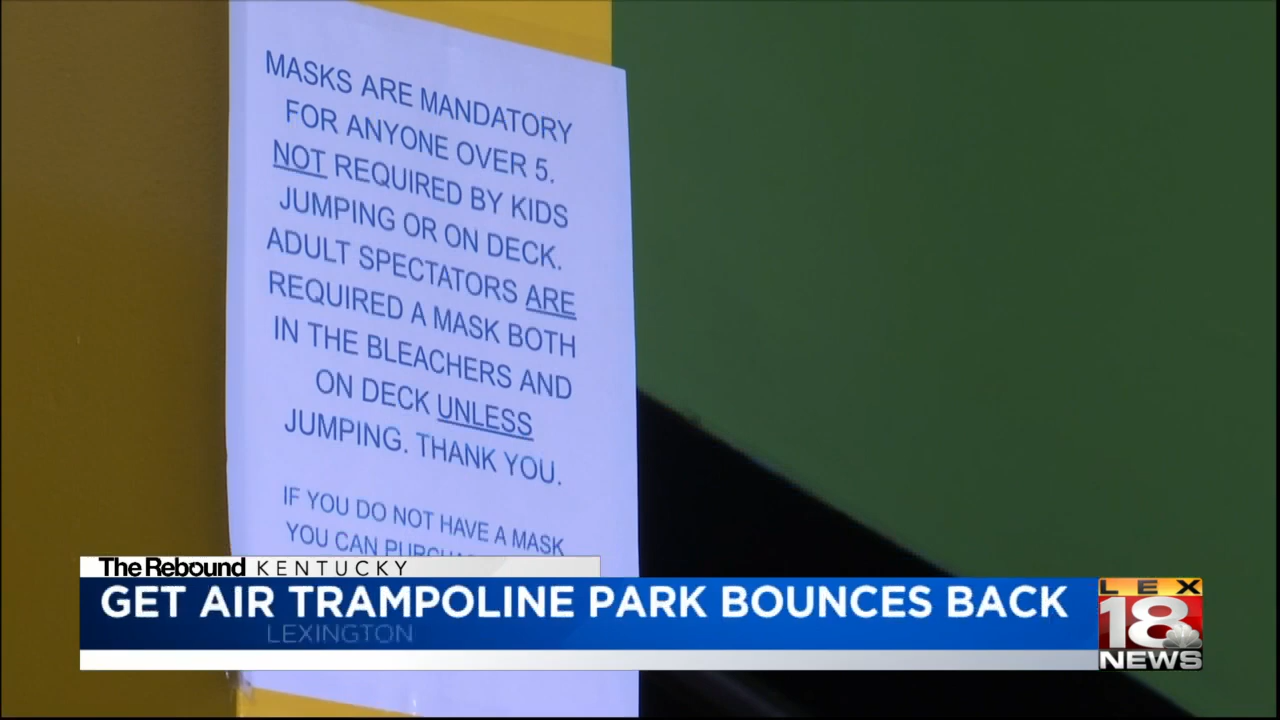 MASKS ARE MANDATORY
FOR ANYONE OVER 5.
NOT REQUIRED BY KIDS
JUMPING OR ON DECK.
ADULT SPECTATORS ARE
REQUIRED A MASK BOTH
IN THE BLEACHERS AND
ON DECK UNLESS
JUMPING. THANK YOU.
IF YOU DO NOT HAVE A MASK
YOU CAN
The Rebound KENTUCKY
GET AIR TRAMPOLINE PARK BOUNCES BACK
LEXINGTON
LEX
18
NEWS